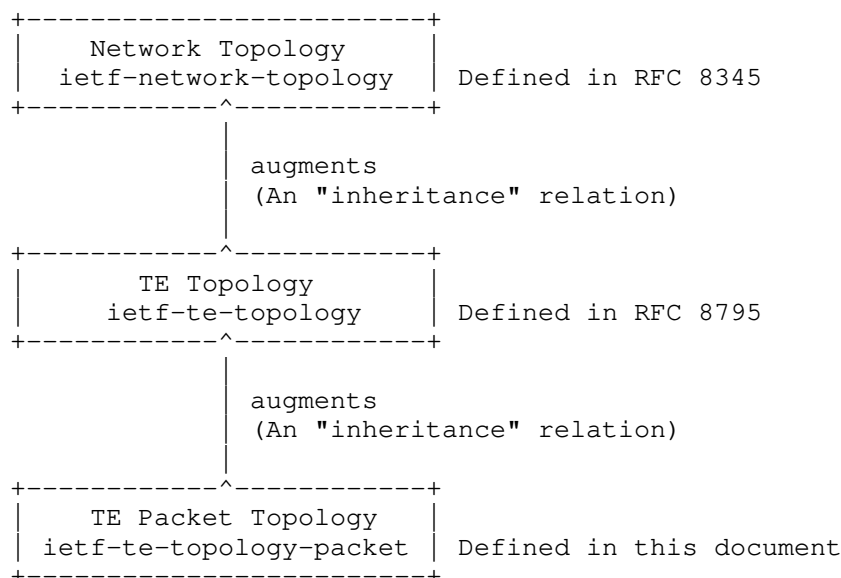 Network Topology
ietf-network-topology Defined in RFC 8345
augments
(An "inheritance" relation)
TE Topology
ietf-te-topology Defined in RFC 8795
augments
(An "inheritance" relation)
TE Packet Topology
ietf-te-topology-packet Defined in this document